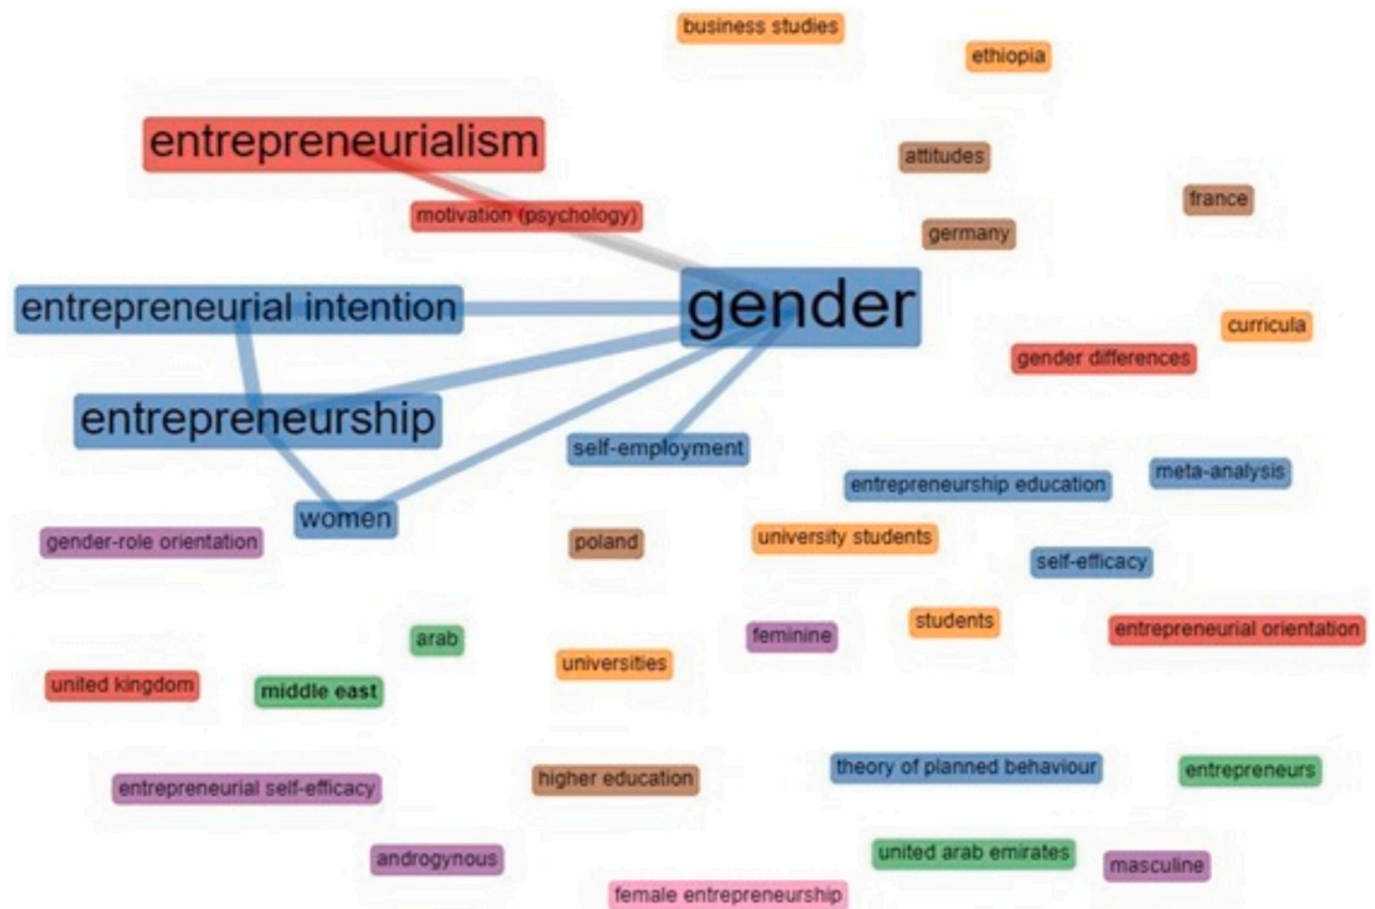 business studies
ethiopia
entrepreneurialism
attitudes
france
motivation (psychology)
germany
entrepreneurial intention
gender
curricula
gender differences
entrepreneurship
self-employment
meta-analysis
entrepreneurship education
women
gender-role orientation
poland
university students
self-efficacy
arab
feminine
students
entrepreneurial orientation
universities
united kingdom
middle east
theory of planned behaviour
entrepreneurs
higher education
entrepreneurial self-efficacy
androgynous
united arab emirates
masculine
female entrepreneurship